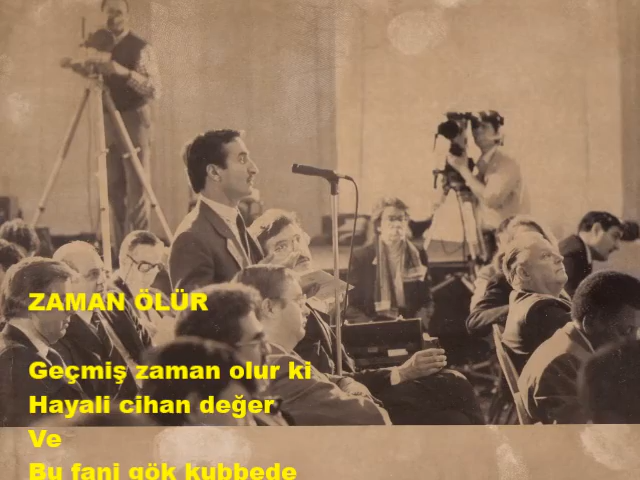 ZAMAN ÖLÜR
Geçmiş zaman olur ki
Hayali cihan değer
Ve
Bu fani gök kubbede